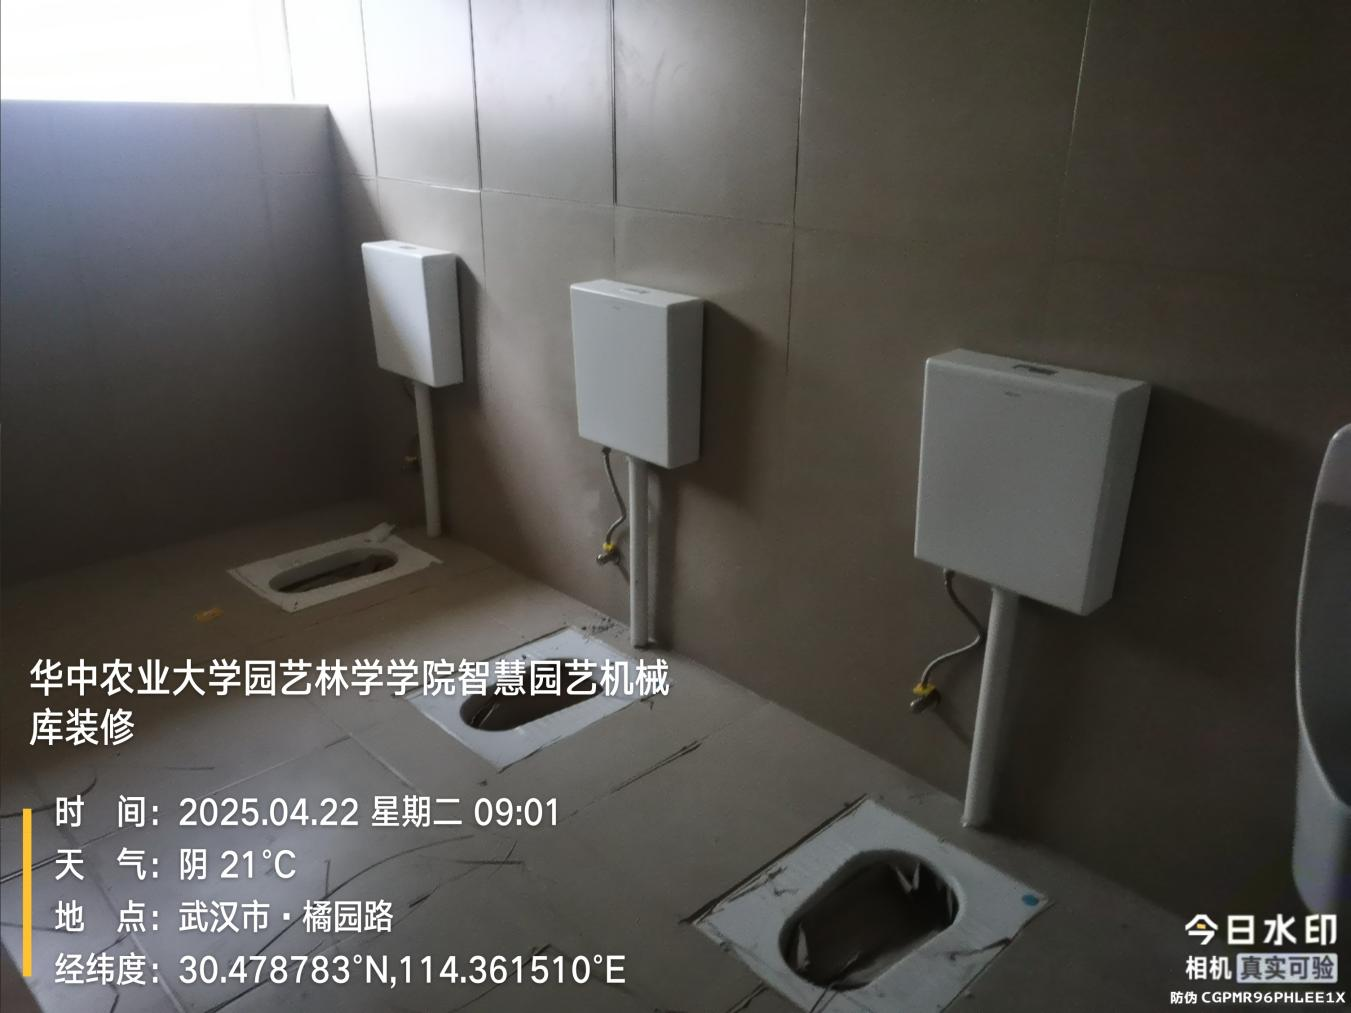 华中农业大学园艺林学学院智慧园艺机械
库装修
时 间：2025.04.22 星期二 09:01
天 气：阴 21℃
地 点：武汉市·橘园路
经纬度：30.478783°N,114.361510°E
今日水印
相机 真实可验
防伪 CGPMR96PHLEE1X